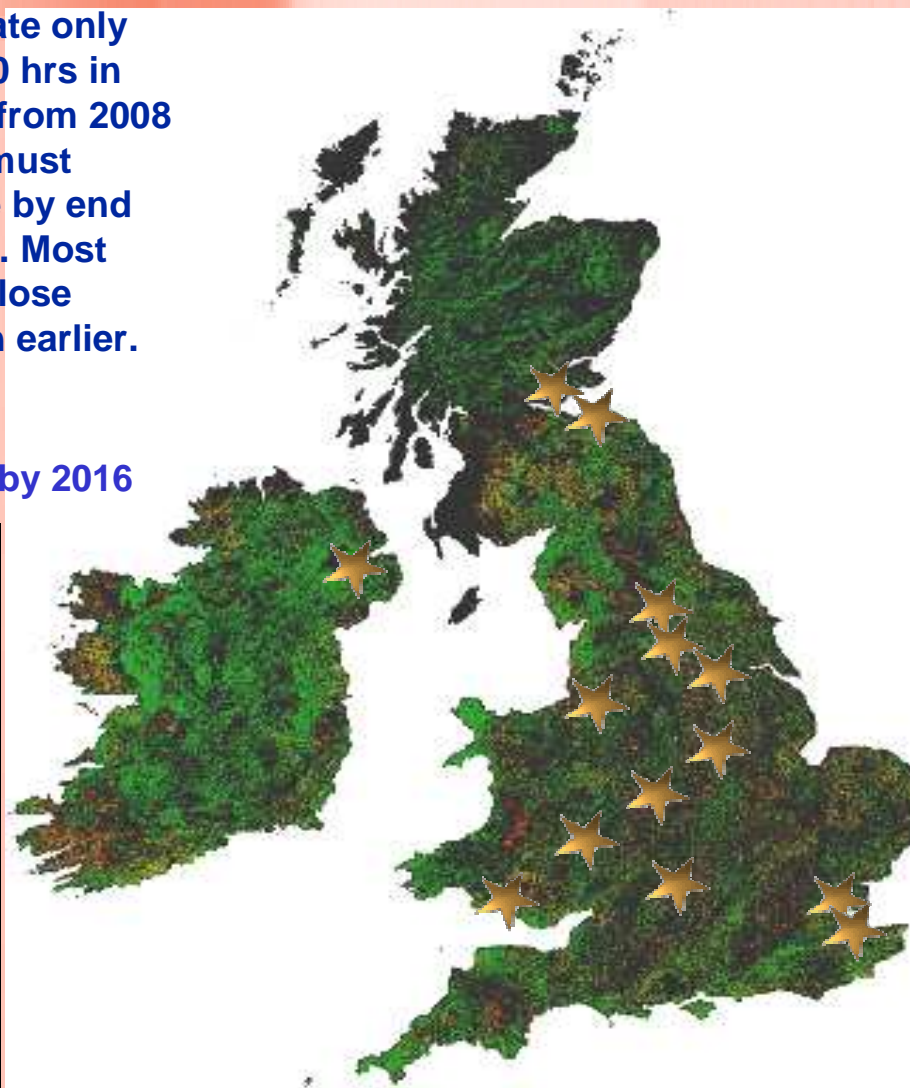 ate only
0 hrs in
from 2008
must
by end
. Most
lose
earlier.
by 2016